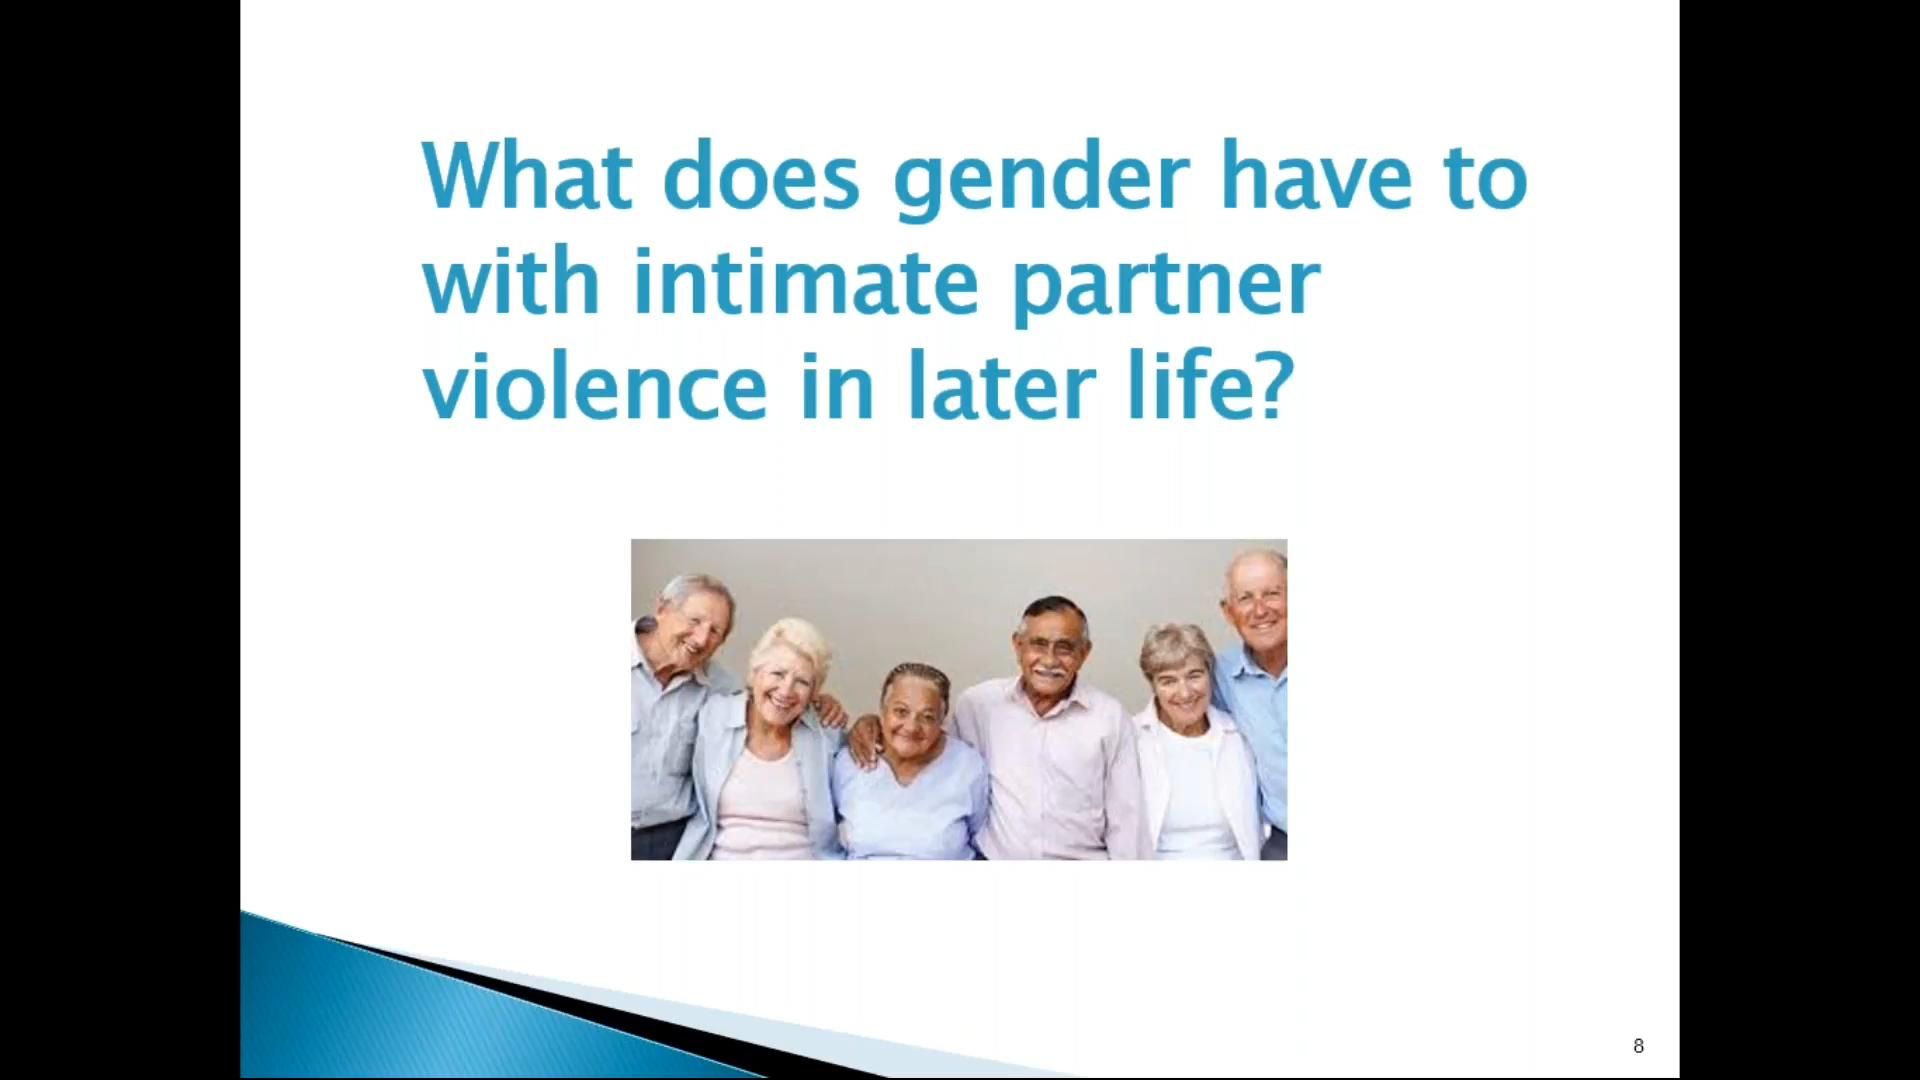 What does gender have to
with intimate partner
violence in later life?
8